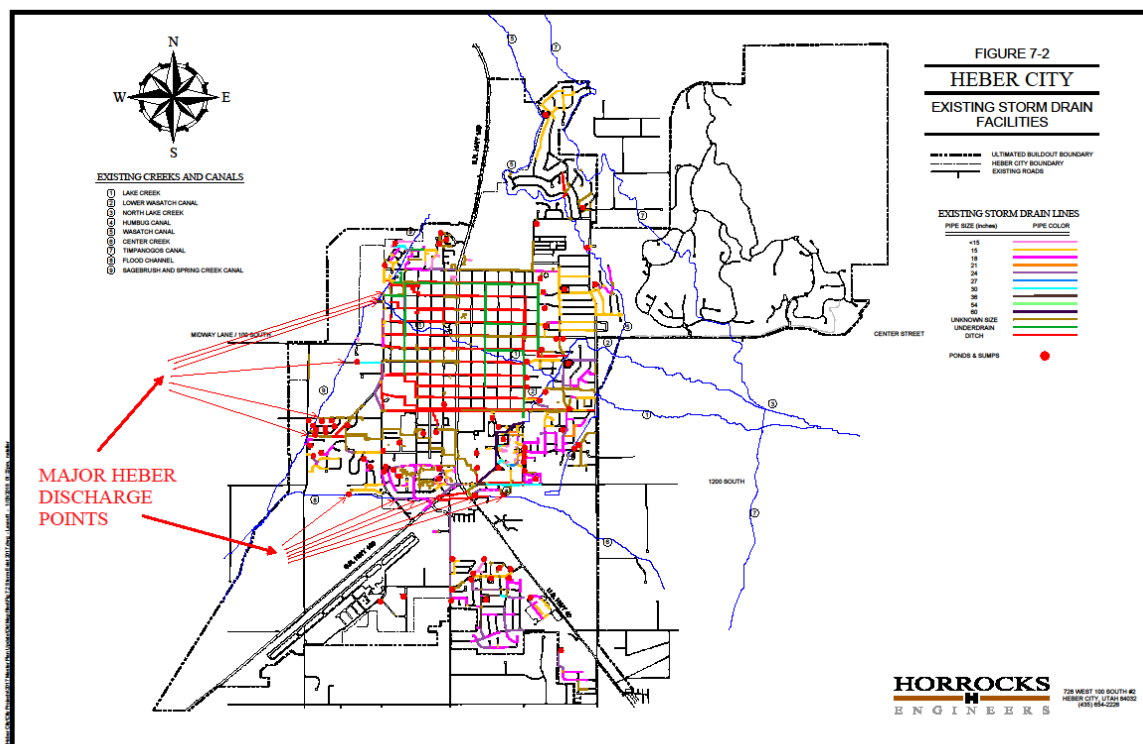 FIGURE 7-2
HEBER CITY
EXISTING STORM DRAIN
FACILITIES
ULTIMATED BUILDOUT BOUNDARY
HEBER CITY BOUNDARY
EXISTING ROADS
N
W E
S
EXISTING CREEKS AND CANALS
1 LAKE CREEK
2 LOWER WASATCH CANAL
3 NORTH LAKE CREEK
4 HUMBUG CANAL
5 WASATCH CANAL
6 CENTER CREEK
7 TIMPANOOGS CANAL
8 FLOOD CHANNEL
9 SAGEBRUSH AND SPRING CREEK CANAL
EXISTING STORM DRAIN LINES
PIPE SIZE (inches) PIPE COLOR
<15
15
18
21
24
27
30
36
54
60
UNKNOWN SIZE
UNDERDRAIN
DITCH
PONDS & SUMPS
MIDWAY LANE / 100 SOUTH
CENTER STREET
1200 SOUTH
U.S. HWY 40
MAJOR HEBER
DISCHARGE
POINTS
HORROCKS
ENGINEERS
728 WEST 100 SOUTH #2
HEBER CITY, UTAH 84032
(435) 654-2226